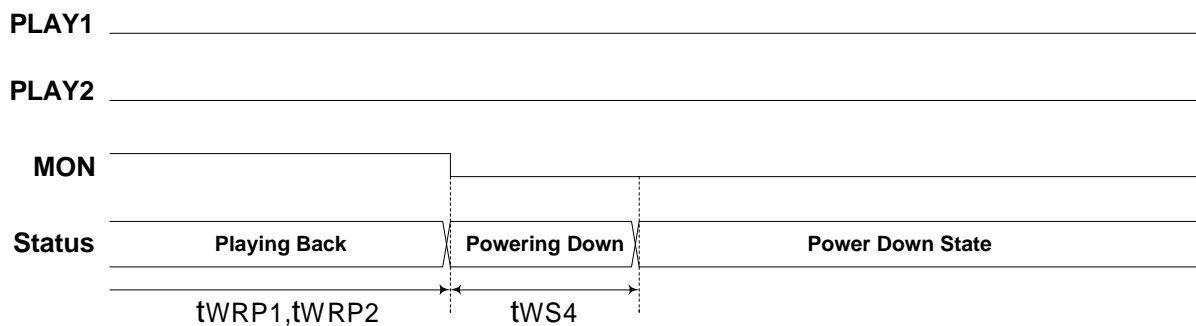 PLAY1
PLAY2
MON
Status Playing Back Powering Down Power Down State
tWRP1,tWRP2 tWS4